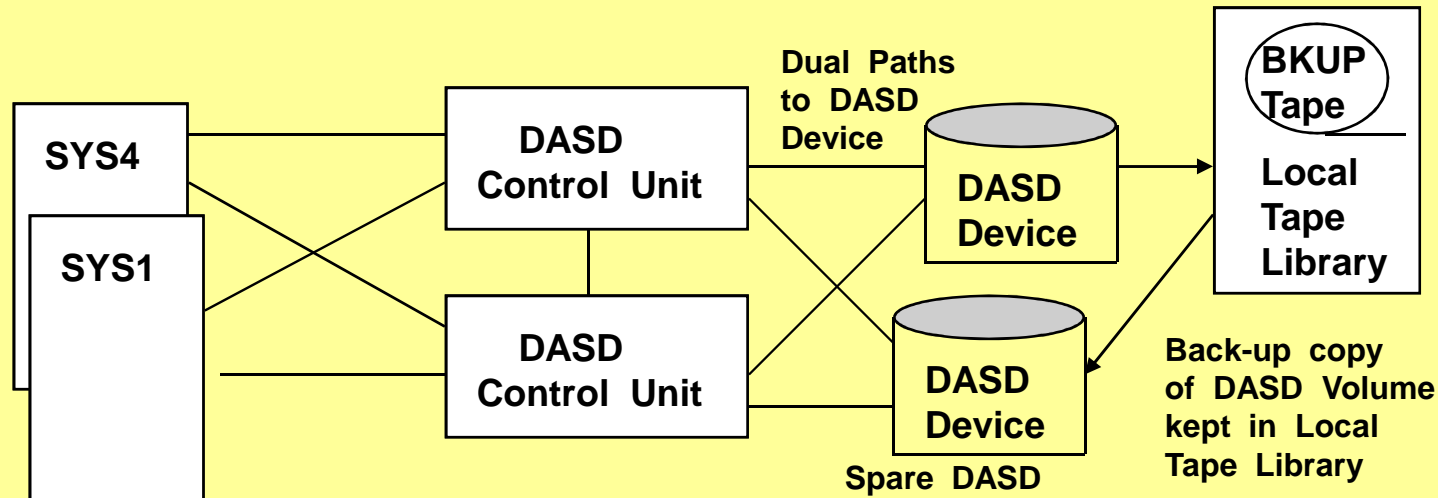 SYS4
SYS1
DASD
Control Unit
DASD
Control Unit
Dual Paths
to DASD
Device
DASD
Device
DASD
Device
Spare DASD
BKUP
Tape
Local
Tape
Library
Back-up copy
of DASD Volume
kept in Local
Tape Library